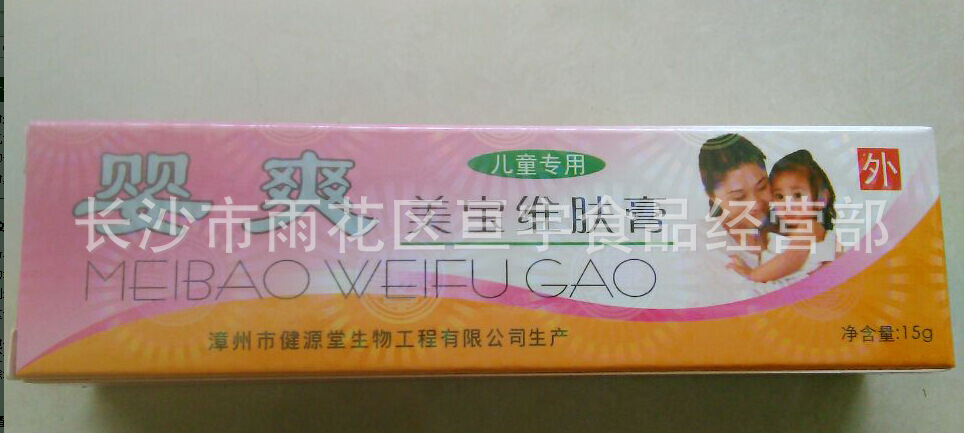 儿童专用
外
婴爽
美宝维肤膏
长沙市雨花区宣宇食品经营部
MEIBAO WEIFU GAO
漳州市健源堂生物工程有限公司生产
净含量:15g